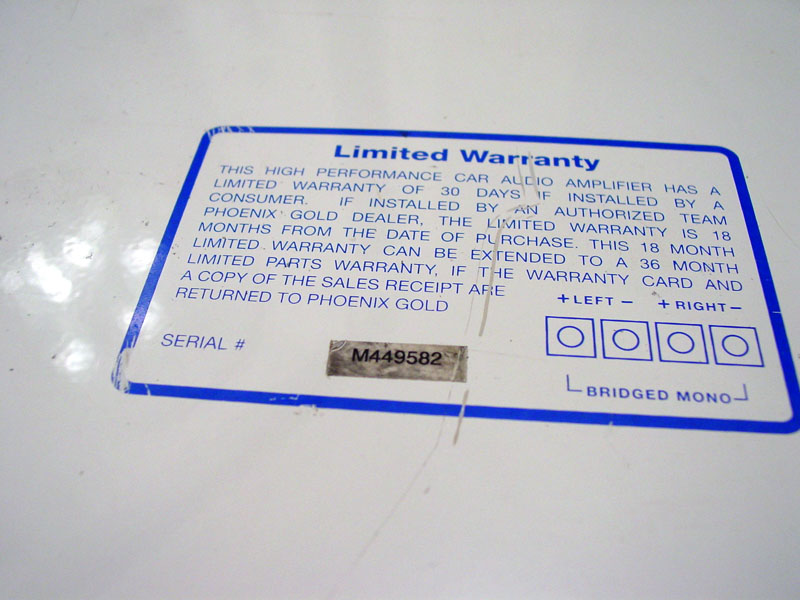 Limited Warranty
THIS HIGH PERFORMANCE CAR AUDIO AMPLIFIER HAS A
LIMITED WARRANTY OF 30 DAYS IF INSTALLED BY A
CONSUMER. IF INSTALLED BY AN AUTHORIZED TEAM
PHOENIX GOLD DEALER, THE LIMITED WARRANTY IS 18
MONTHS FROM THE DATE OF PURCHASE. THIS 18 MONTH
LIMITED WARRANTY CAN BE EXTENDED TO A 36 MONTH
LIMITED PARTS WARRANTY, IF THE WARRANTY CARD AND
A COPY OF THE SALES RECEIPT ARE
RETURNED TO PHOENIX GOLD
+LEFT− +RIGHT−
SERIAL # M449582
BRIDGED MONO